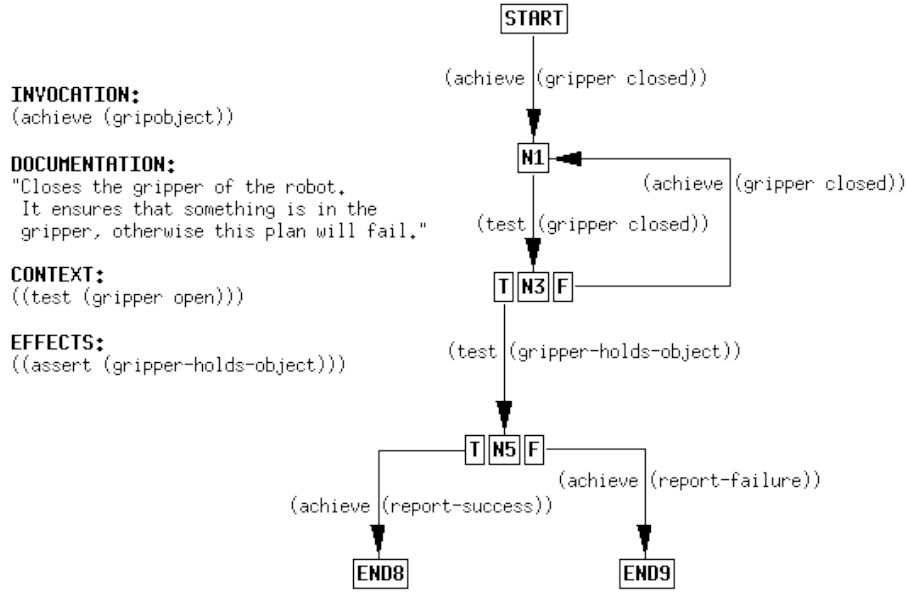 START
(achieve (gripper closed))
INVOCATION:
(achieve (gripobject))
N1
DOCUMENTATION:
"Closes the gripper of the robot.
It ensures that something is in the
gripper, otherwise this plan will fail."
(achieve (gripper closed))
(test (gripper closed))
CONTEXT:
((test (gripper open)))
T N3 F
EFFECTS:
((assert (gripper-holds-object)))
(test (gripper-holds-object))
T N5 F
(achieve (report-failure))
(achieve (report-success))
END8
END9